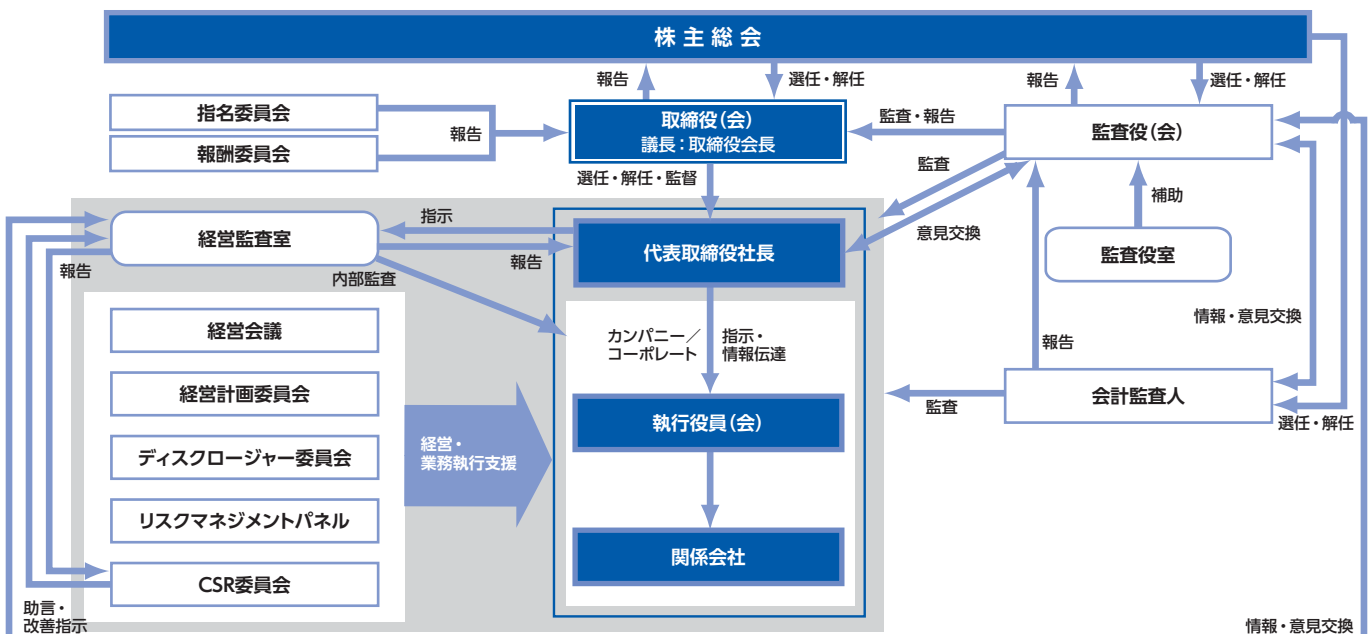 株主総会
報告
選任・解任
報告
選任・解任
指名委員会
報酬委員会
報告
取締役(会)
議長:取締役会長
監査・報告
監査役(会)
選任・解任・監督
監査
意見交換
補助
監査役室
経営監査室
指示
報告
内部監査
報告
代表取締役社長
経営会議
経営計画委員会
ディスクロージャー委員会
リスクマネジメントパネル
CSR委員会
経営・
業務執行支援
カンパニー/
コーポレート
指示・
情報伝達
執行役員(会)
関係会社
情報・意見交換
報告
監査
会計監査人
選任・解任
助言・
改善指示
情報・意見交換